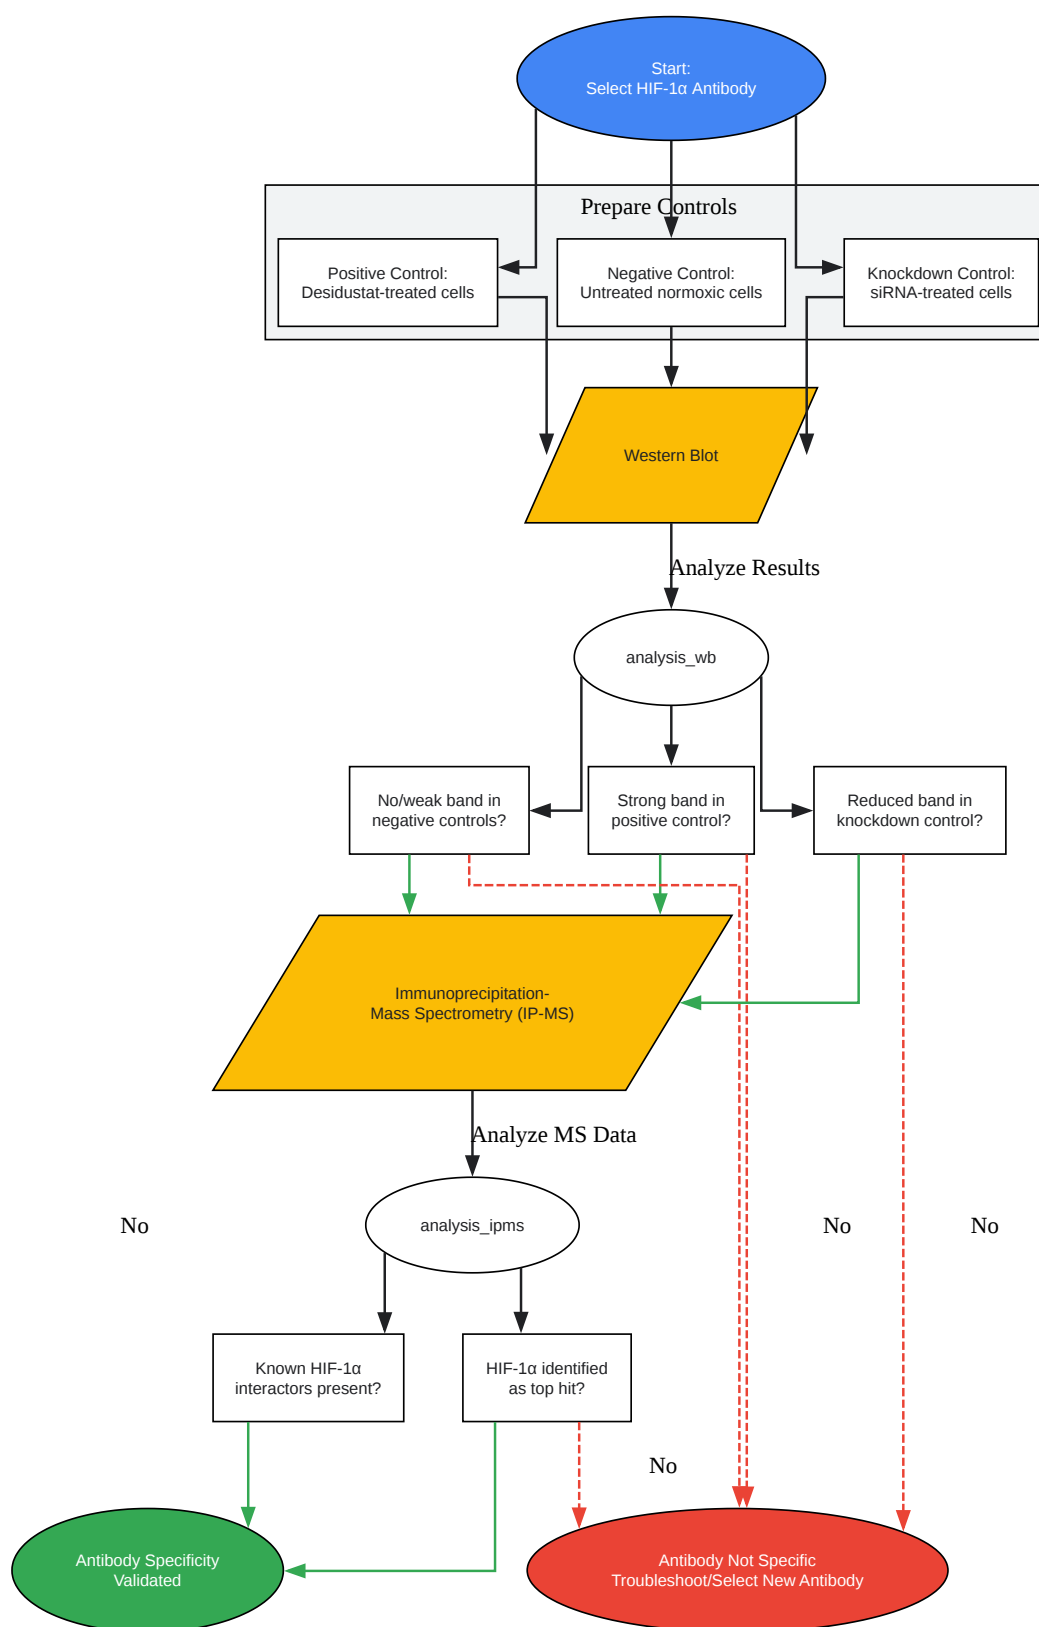 Start:
Select HIF-1α Antibody
Prepare Controls
Positive Control:
Desidustat-treated cells
Negative Control:
Untreated normoxic cells
Knockdown Control:
siRNA-treated cells
Western Blot
Analyze Results
analysis_wb
No/weak band in
negative controls?
Strong band in
positive control?
Reduced band in
knockdown control?
Immunoprecipitation-
Mass Spectrometry (IP-MS)
Analyze MS Data
No
analysis_ipms
No
No
Known HIF-1α
interactors present?
HIF-1α identified
as top hit?
No
Antibody Specificity
Validated
Antibody Not Specific
Troubleshoot/Select New Antibody